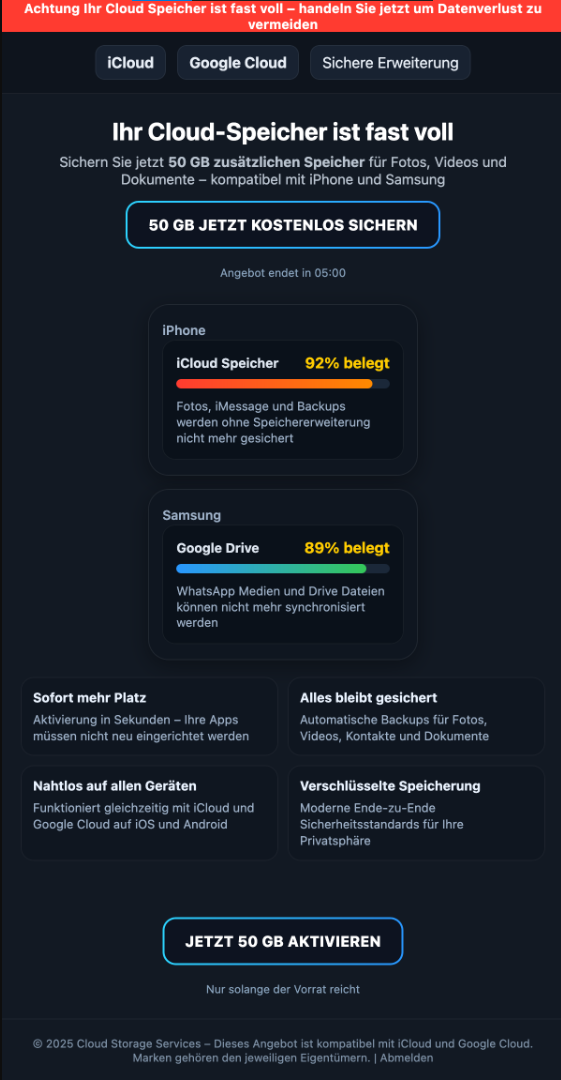 Achtung Ihr Cloud Speicher ist fast voll – handeln Sie jetzt um Datenverlust zu
vermeiden
iCloud
Google Cloud
Sichere Erweiterung
Ihr Cloud-Speicher ist fast voll
Sichern Sie jetzt 50 GB zusätzlichen Speicher für Fotos, Videos und
Dokumente – kompatibel mit iPhone und Samsung
50 GB JETZT KOSTENLOS SICHERN
Angebot endet in 05:00
iPhone
iCloud Speicher
92% belegt
Fotos, iMessage und Backups
werden ohne Speichererweiterung
nicht mehr gesichert
Samsung
Google Drive
89% belegt
WhatsApp Medien und Drive Dateien
können nicht mehr synchronisiert
werden
Sofort mehr Platz
Aktivierung in Sekunden – Ihre Apps
müssen nicht neu eingerichtet werden
Alles bleibt gesichert
Automatische Backups für Fotos,
Videos, Kontakte und Dokumente
Nahtlos auf allen Geräten
Funktioniert gleichzeitig mit iCloud und
Google Cloud auf iOS und Android
Verschlüsselte Speicherung
Moderne Ende-zu-Ende
Sicherheitsstandards für Ihre
Privatsphäre
JETZT 50 GB AKTIVIEREN
Nur solange der Vorrat reicht
© 2025 Cloud Storage Services – Dieses Angebot ist kompatibel mit iCloud und Google Cloud.
Marken gehören den jeweiligen Eigentümern. | Abmelden